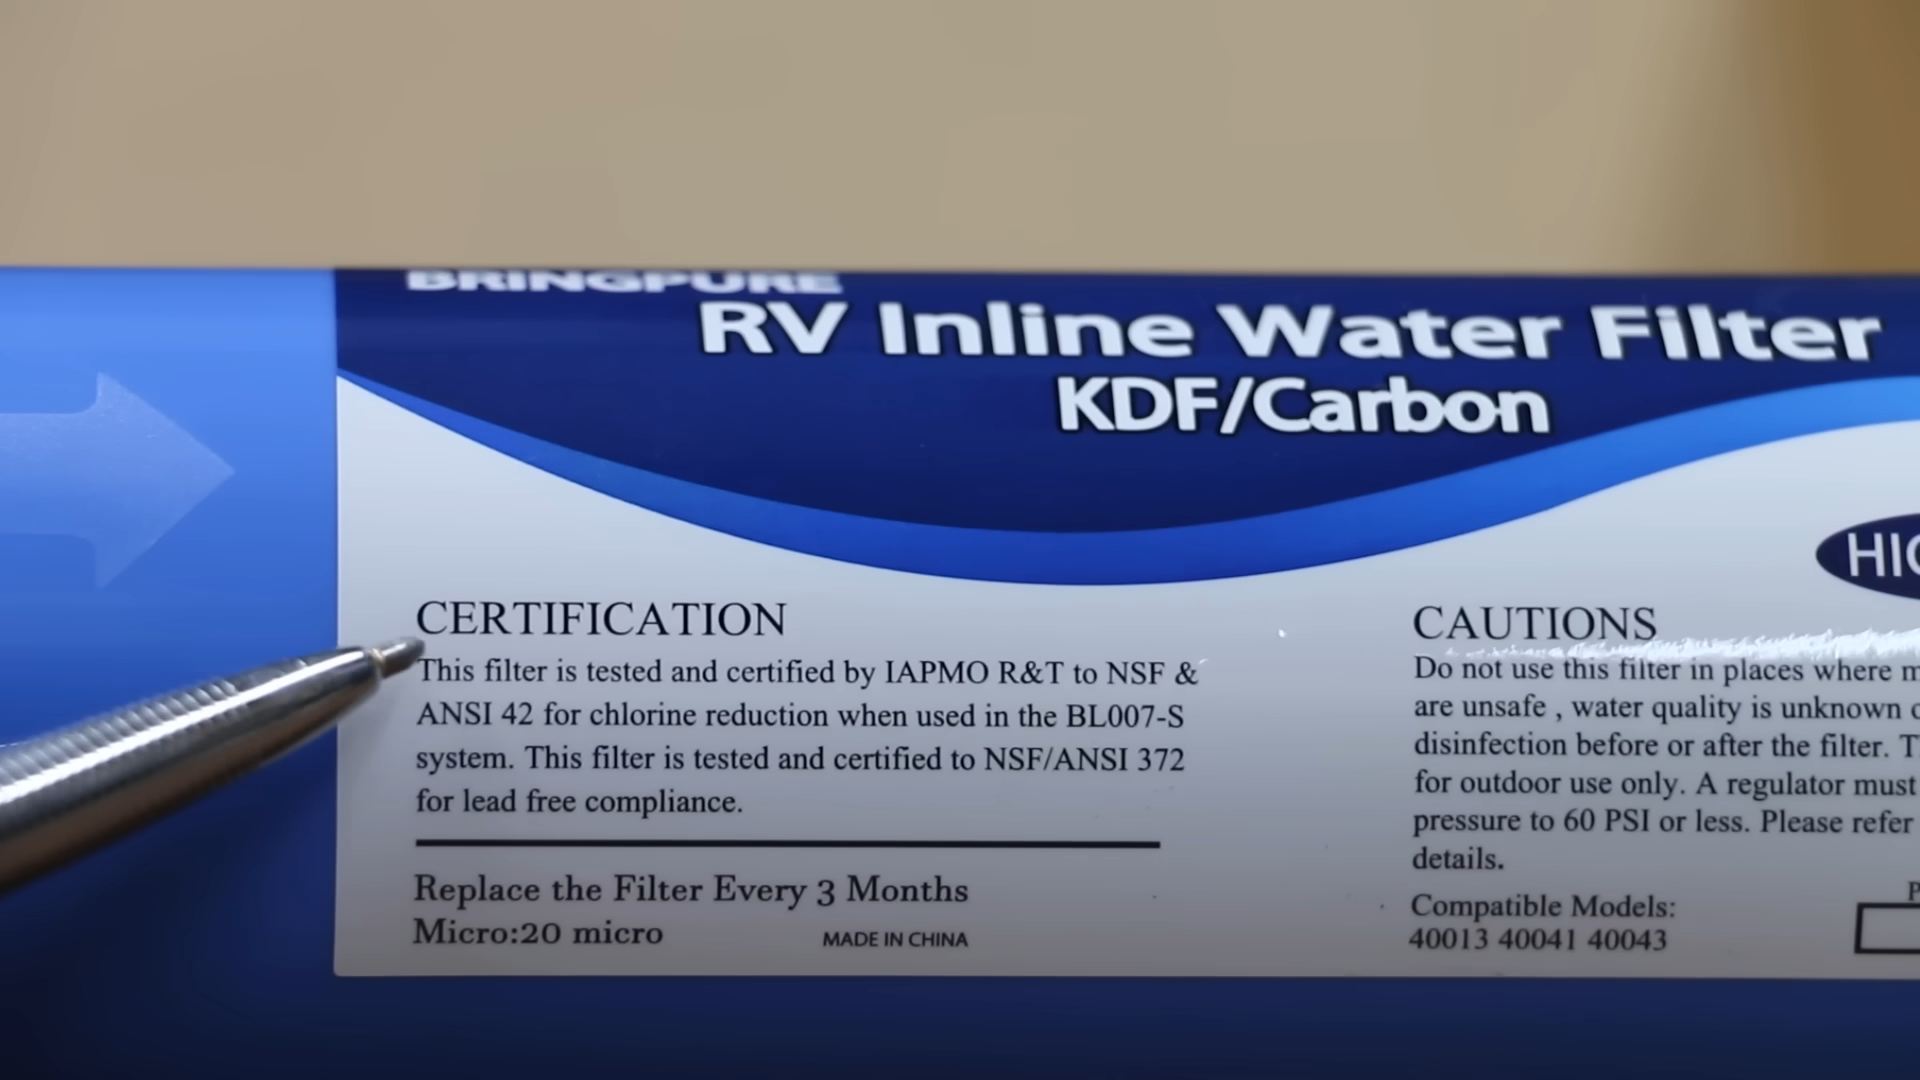 BRINGPURE
RV Inline Water Filter
KDF/Carbon
HIG
CERTIFICATION
This filter is tested and certified by IAPMO R&T to NSF &
ANSI 42 for chlorine reduction when used in the BL007-S
system. This filter is tested and certified to NSF/ANSI 372
for lead free compliance.
Replace the Filter Every 3 Months
Micro:20 micro
MADE IN CHINA
CAUTIONS
Do not use this filter in places where
are unsafe , water quality is unknown
disinfection before or after the filter.
for outdoor use only. A regulator must
pressure to 60 PSI or less. Please refer
details.
Compatible Models:
40013 40041 40043